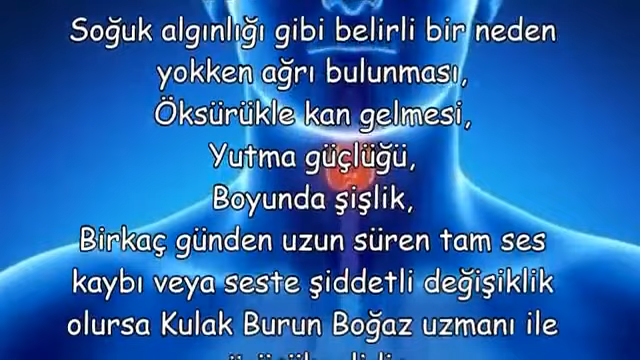 Soğuk algınlığı gibi belirli bir neden
yokken ağrı bulunması,
Öksürükle kan gelmesi,
Yutma güçlüğü,
Boyunda şişlik,
Birkaç günden uzun süren tam ses
kaybı veya seste şiddetli değişiklik
olursa Kulak Burun Boğaz uzmanı ile